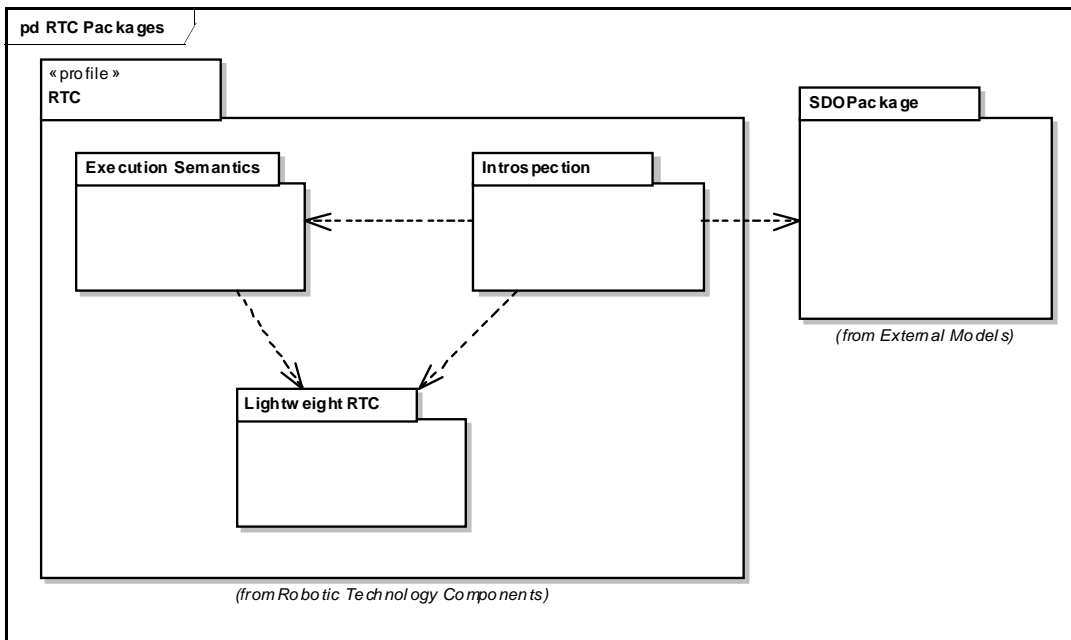 pd RTC Packages
«profile»
RTC
SDOPackage
Execution Semantics
Introspection
(from External Models)
Lightweight RTC
(from Robotic Technology Components)